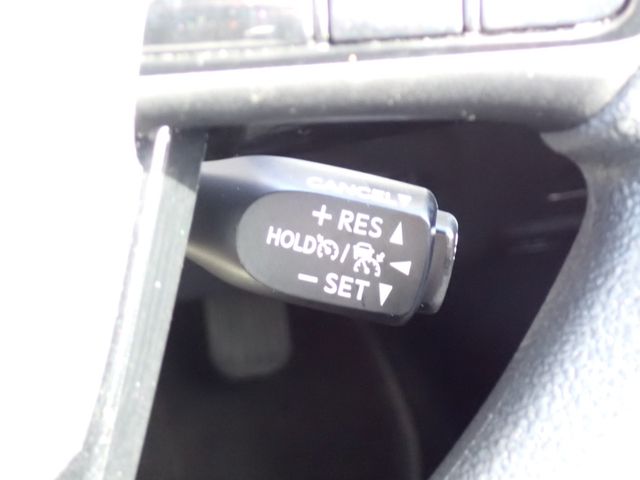 CANCEL▼
+ RES ▲
HOLD / ◀
− SET ▼